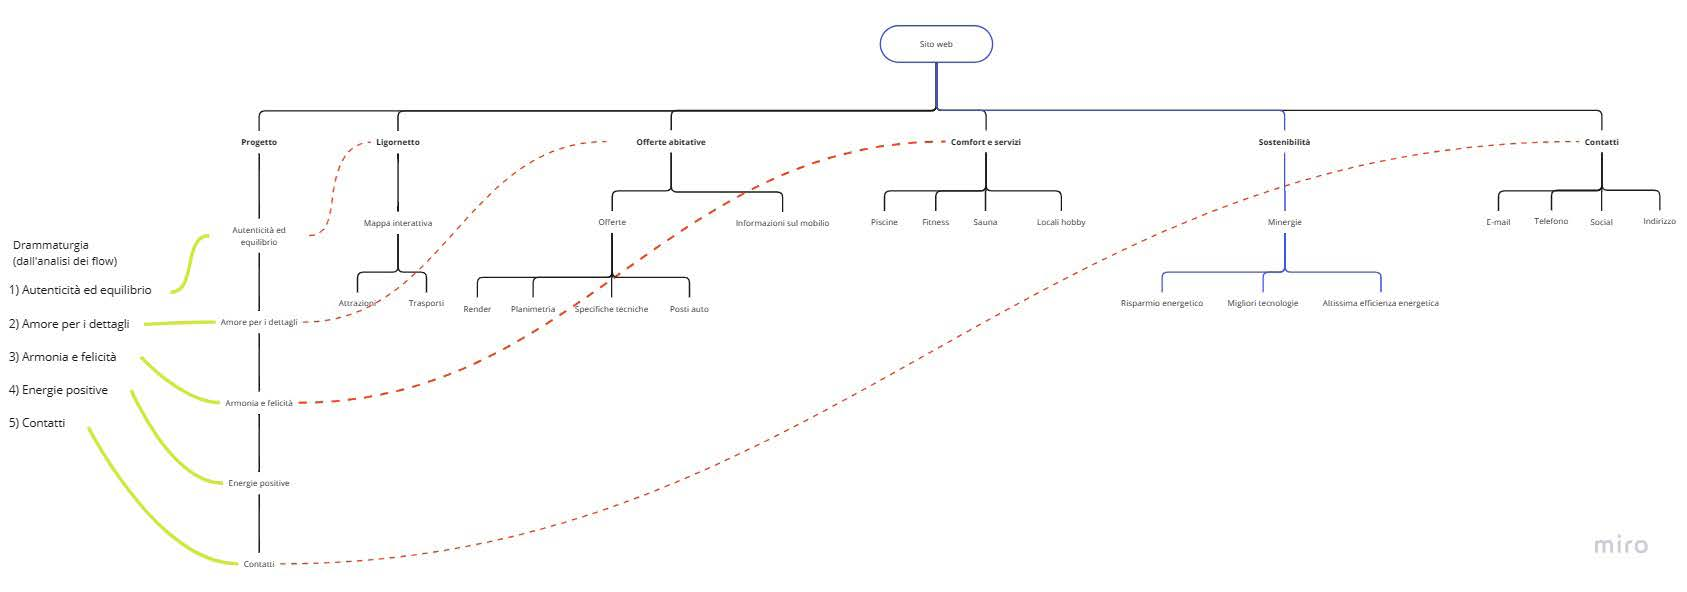 Sito web
Progetto
Ligornetto
Offerte abitative
Comfort e servizi
Sostenibilità
Contatti
Autenticità ed
equilibrio
Mappa interattiva
Offerte
Informazioni sul mobilio
Piscine
Fitness
Sauna
Locali hobby
Minergie
E-mail
Telefono
Social
Indirizzo
Drammaturgia
(dall'analisi dei flow)
1) Autenticità ed equilibrio
2) Amore per i dettagli
3) Armonia e felicità
4) Energie positive
5) Contatti
Attrazioni
Trasporti
Render
Planimetria
Specifiche tecniche
Posti auto
Risparmio energetico
Migliori tecnologie
Altissima efficienza energetica
Amore per i dettagli
Armonia e felicità
Energie positive
Contatti
miro